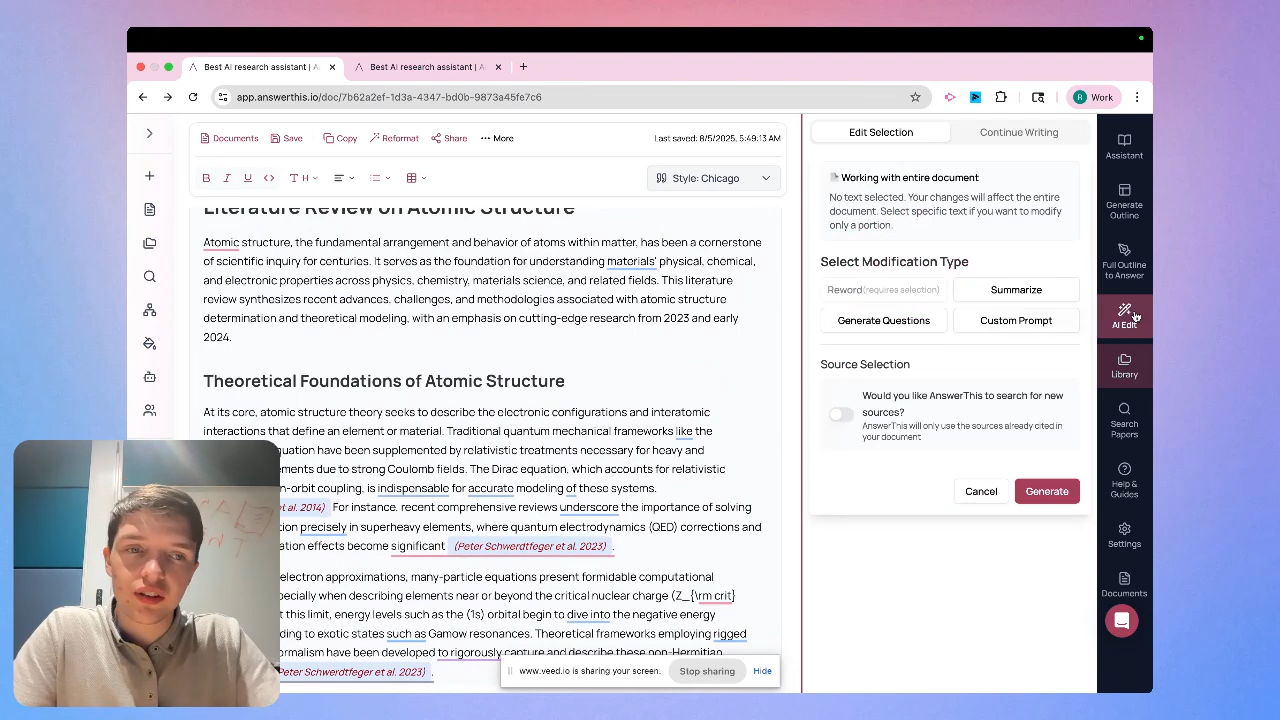 Best AI research assistant | A
Best AI research assistant | A
app.answerthis.io/doc/7b62a2ef-1d3a-4347-bd0b-9873a45fe7c6
R Work
Documents Save Copy Reformat Share More
Last saved: 8/5/2025, 5:49:13 AM
B I U H
Style: Chicago
Literature Review on Atomic Structure
Atomic structure, the fundamental arrangement and behavior of atoms within matter, has been a cornerstone
of scientific inquiry for centuries. It serves as the foundation for understanding materials' physical, chemical,
and electronic properties across physics, chemistry, materials science, and related fields. The literature
review synthesizes recent advances, challenges, and methodologies associated with atomic structure
determination and theoretical modeling, with an emphasis on cutting-edge research from 2023 and early
2024.
Theoretical Foundations of Atomic Structure
At its core, atomic structure theory seeks to describe the electronic configurations and interatomic
interactions that define an element or material. Traditional quantum mechanical frameworks like the
equation have been supplemented by relativistic treatments necessary for heavy and
ements due to strong Coulomb fields. The Dirac equation, which accounts for relativistic
n-orbit coupling, is indispensable for accurate modeling of these systems.
et al. 2014) For instance, comprehensive reviews underscore the importance of solving
tion precisely in superheavy elements, where quantum electrodynamics (QED) corrections and
ation effects become significant (Peter Schwerdtfeger et al. 2023) .
electron approximations, many-particle equations present formidable computational
specially when describing elements near or beyond the critical nuclear charge (Z_{\rm crit}
t this limit, energy levels such as the (1s) level begin to enter into the negative energy
ding to exotic states such as Gamow resonances. Theoretical frameworks employing rigged
ormalism have been developed to rigorously capture and describe these non-Hermitian
Peter Schwerdtfeger et al. 2023) .
www.veed.io is sharing your screen.
Stop sharing
Hide
Edit Selection
Continue Writing
Working with entire document
No text selected. Your changes will affect the entire
document. Select specific text if you want to modify
only a portion.
Select Modification Type
Reword (requires selection)
Summarize
Generate Questions
Custom Prompt
Source Selection
Would you like AnswerThis to search for new
sources?
AnswerThis will only use the sources already cited in
your document
Cancel
Generate
Assistant
Generate
Outline
Full Outline
to Answer
AI Edit
Library
Search
Papers
Help &
Guides
Settings
Documents